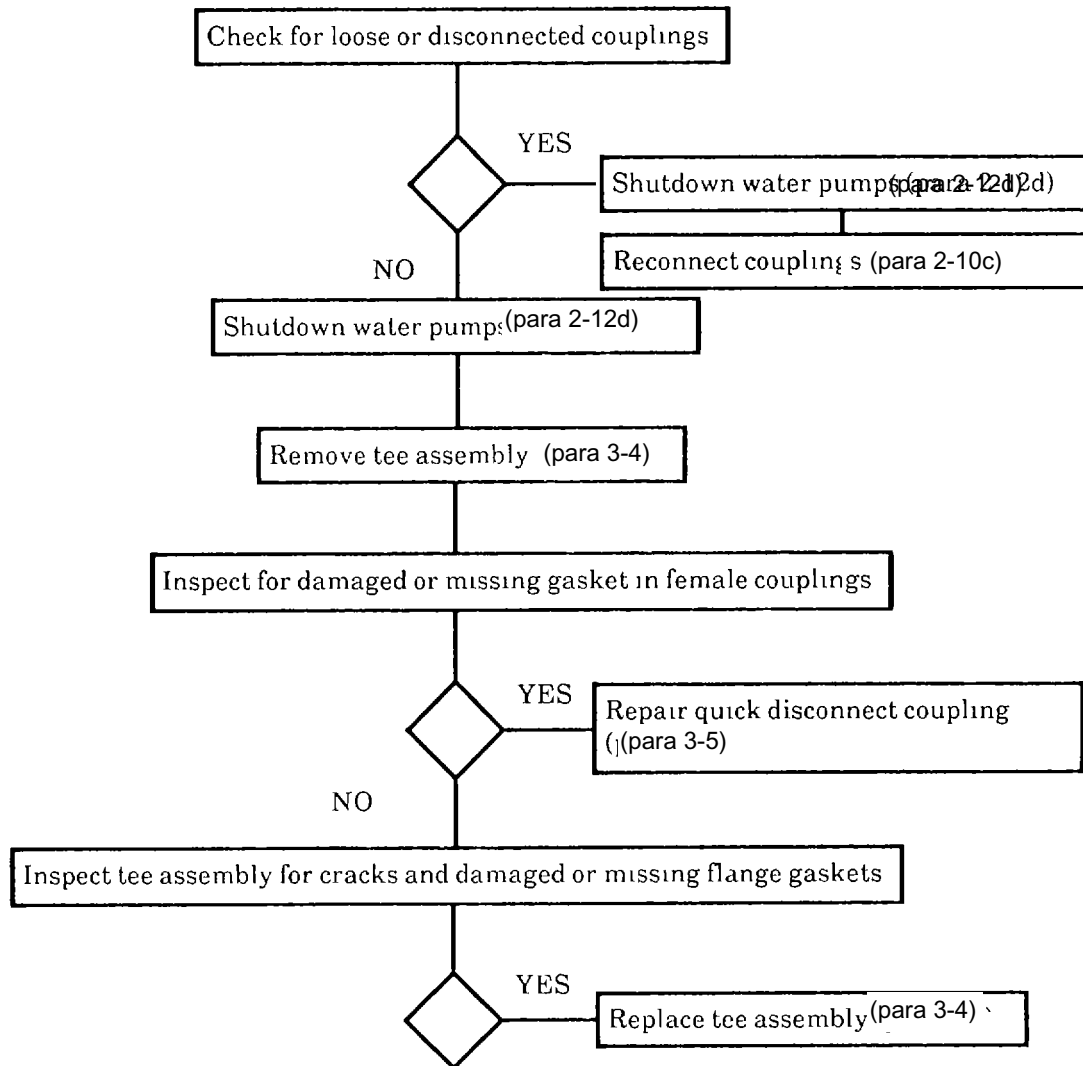 Check for loose or disconnected couplings
YES
Shutdown water pumps (para 2-12d)
Reconnect couplings (para 2-10c)
NO
Shutdown water pumps (para 2-12d)
Remove tee assembly (para 3-4)
Inspect for damaged or missing gasket in female couplings
YES
Repair quick disconnect coupling
(para 3-5)
NO
Inspect tee assembly for cracks and damaged or missing flange gaskets
YES
Replace tee assembly (para 3-4)